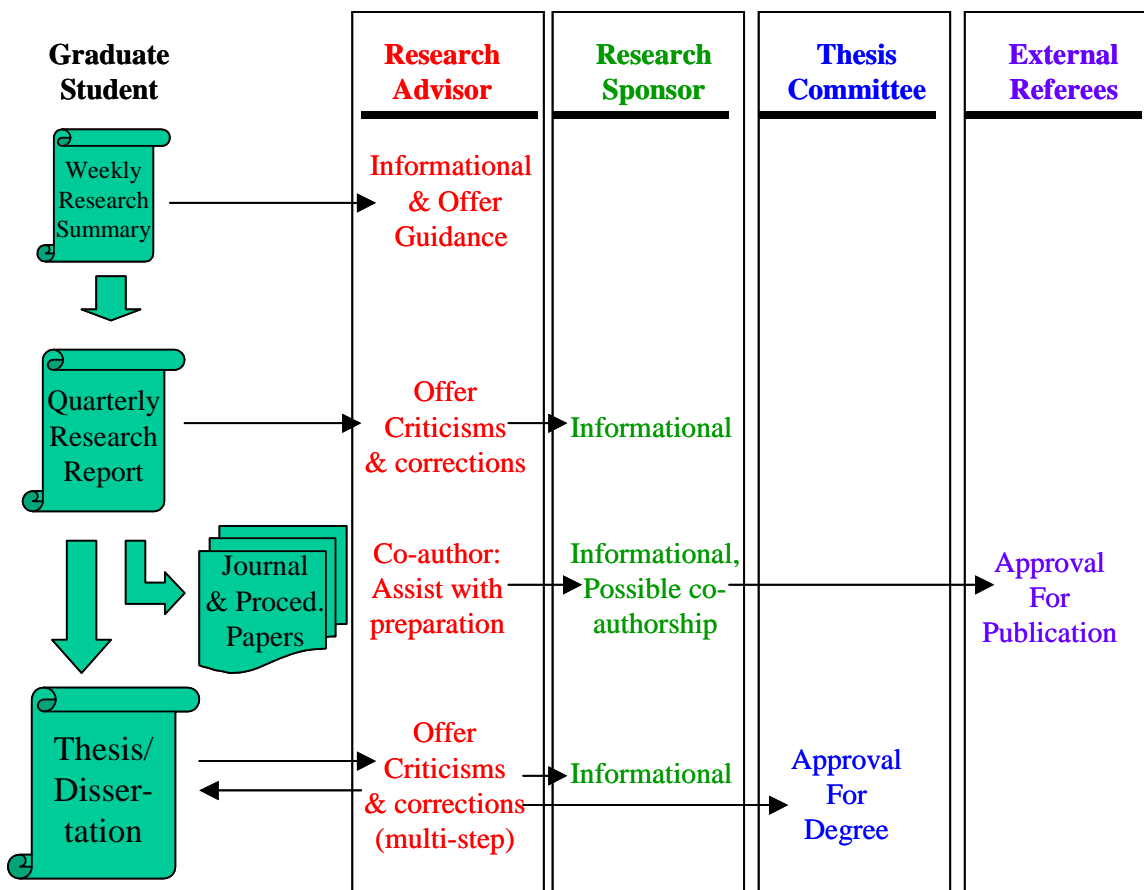 Graduate
Student
Research
Advisor
Research
Sponsor
Thesis
Committee
External
Referees
Weekly
Research
Summary
Informational
& Offer
Guidance
Quarterly
Research
Report
Offer
Criticisms
& corrections
Informational
Journal
& Proced.
Papers
Co-author:
Assist with
preparation
Informational,
Possible co-
authorship
Approval
For
Publication
Thesis/
Disser-
tation
Offer
Criticisms
& corrections
(multi-step)
Informational
Approval
For
Degree